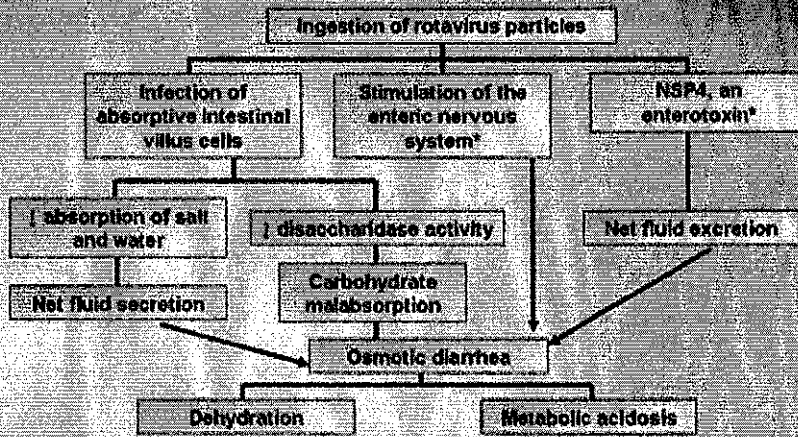 Ingestion of rotavirus particles
Infection of
absorptive intestinal
villus cells
Stimulation of the
enteric nervous
system*
NSP4, an
enterotoxin*
↓ absorption of salt
and water
↓ disaccharidase activity
Net fluid excretion
Net fluid secretion
Carbohydrate
malabsorption
Osmotic diarrhea
Dehydration
Metabolic acidosis